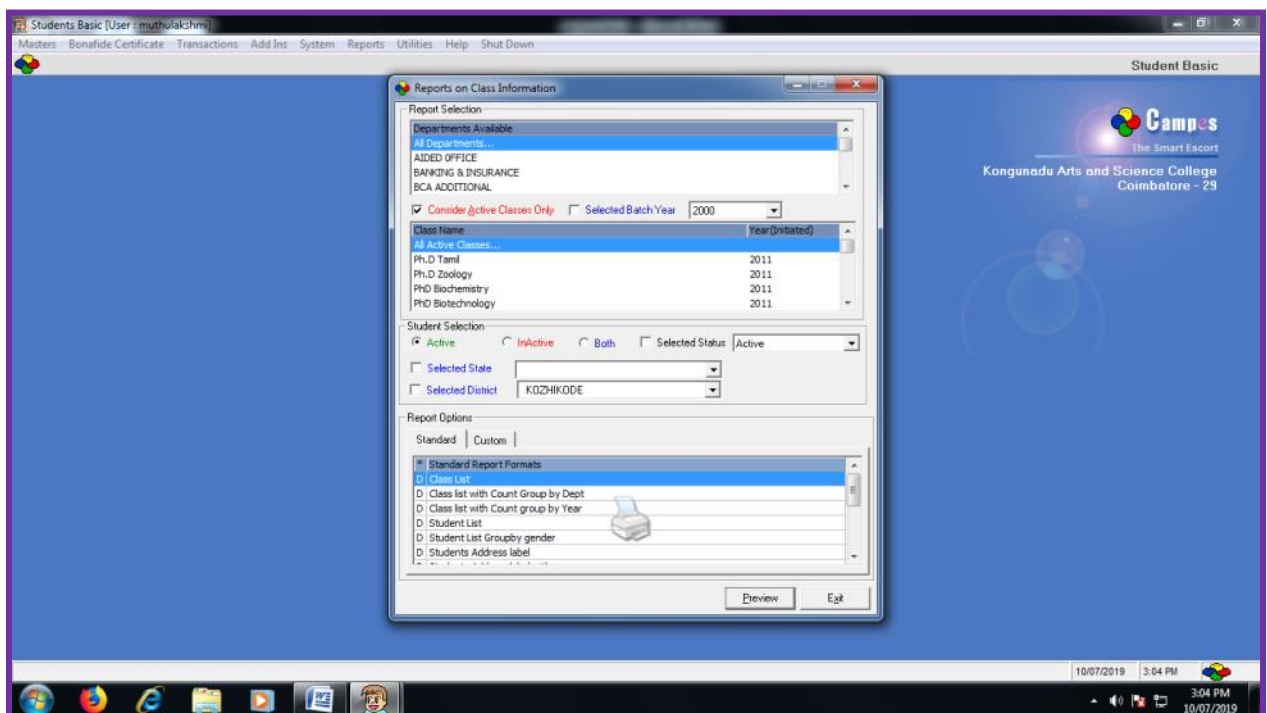 Students Basic [User : muthulakshmi]
Masters Bonafide Certificate Transactions Add Ins System Reports Utilities Help Shut Down
Student Basic
Reports on Class Information
Report Selection
Departments Available
All Departments...
AIDED OFFICE
BANKING & INSURANCE
BCA ADDITIONAL
Consider Active Classes Only Selected Batch Year 2000
Class Name Year(Initiated)
All Active Classes...
Ph.D Tamil 2011
Ph.D Zoology 2011
PhD Biochemistry 2011
PhD Biotechnology 2011
Student Selection
Active InActive Both Selected Status Active
Selected State
Selected District KOZHIKODE
Report Options
Standard Custom
* Standard Report Formats
D Class List
D Class list with Count Group by Dept
D Class list with Count group by Year
D Student List
D Student List Groupby gender
D Students Address label
Preview Exit
Campes
The Smart Escort
Kongunadu Arts and Science College
Coimbatore - 29
10/07/2019 3:04 PM
3:04 PM
10/07/2019